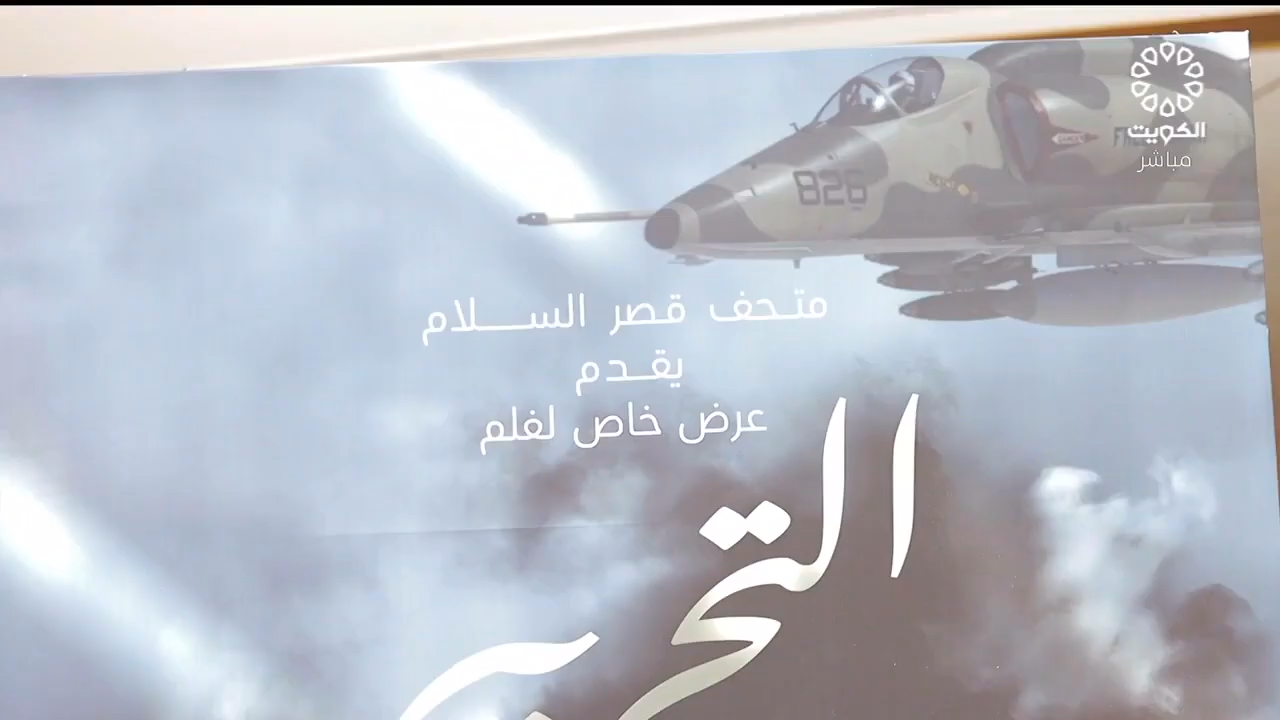 الكويت
مباشر
826
متحف قصر السلام
يقدم
عرض خاص لفلم